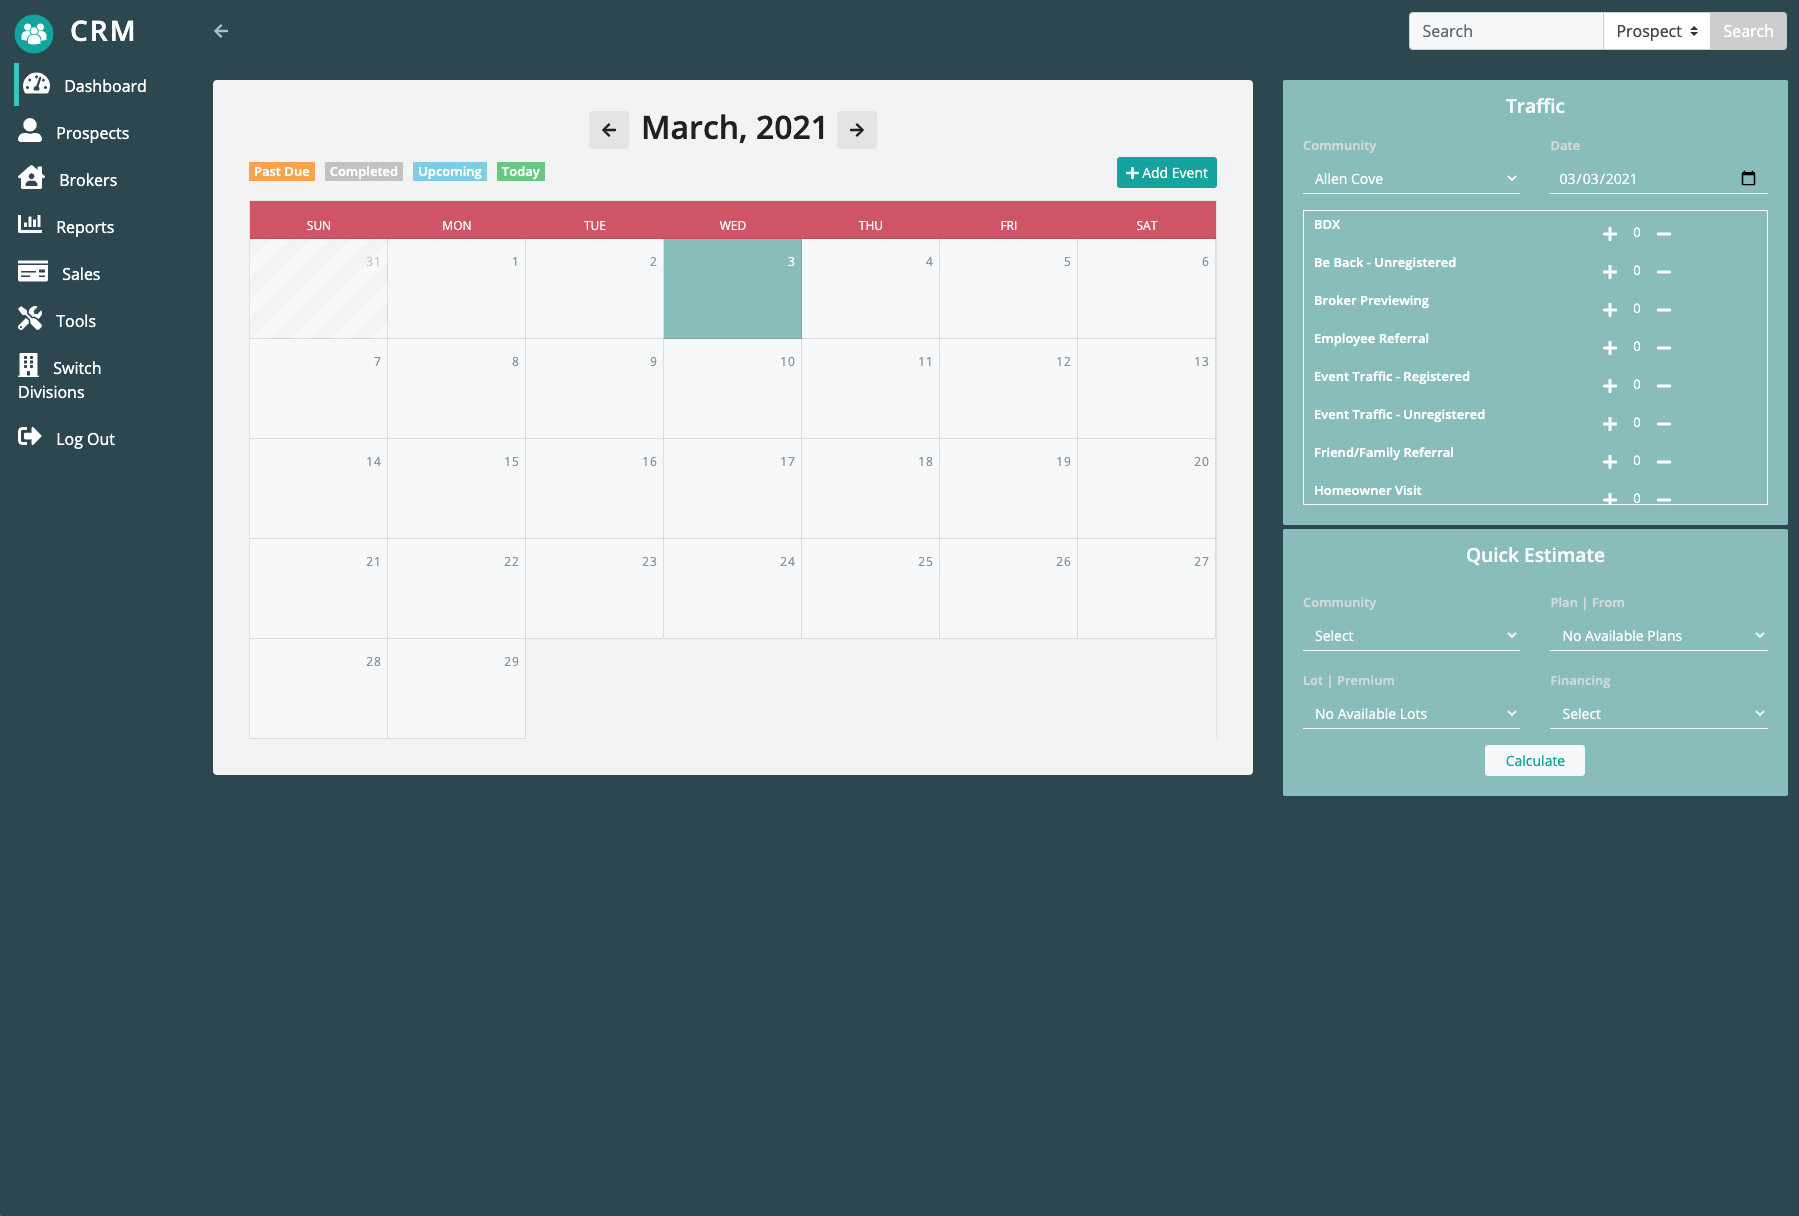 CRM
Dashboard
Prospects
Brokers
Reports
Sales
Tools
Switch
Divisions
Log Out
Search
Prospect
Search
March, 2021
Past Due Completed Upcoming Today
Add Event
SUN MON TUE WED THU FRI SAT
31 1 2 3 4 5 6
7 8 9 10 11 12 13
14 15 16 17 18 19 20
21 22 23 24 25 26 27
28 29
Traffic
Community Date
Allen Cove 03/03/2021
BDX 0
Be Back - Unregistered 0
Broker Previewing 0
Employee Referral 0
Event Traffic - Registered 0
Event Traffic - Unregistered 0
Friend/Family Referral 0
Homeowner Visit 0
Quick Estimate
Community Plan | From
Select No Available Plans
Lot | Premium Financing
No Available Lots Select
Calculate